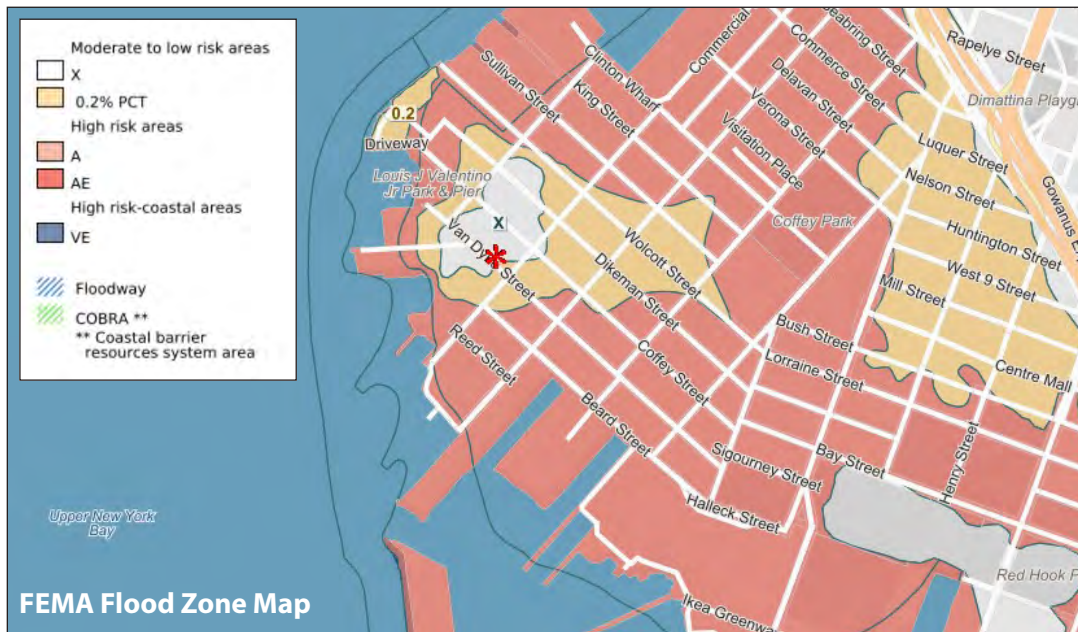 Moderate to low risk areas
X
0.2% PCT
High risk areas
A
AE
High risk-coastal areas
VE
Floodway
COBRA **
** Coastal barrier
resources system area
0.2
Driveway
Louis J Valentino
Jr Park & Pier
X
Sullivan Street
Clinton Wharf
King Street
Commercial
Seabring Street
Commerce Street
Delavan Street
Verona Street
Visitation Place
Rapelye Street
Dimattina Playg
Luquer Street
Nelson Street
Gowanus
Huntington Street
West 9 Street
Mill Street
Coffey Park
Wolcott Street
Dikeman Street
Van Dyke Street
Reed Street
Coffey Street
Beard Street
Bush Street
Lorraine Street
Centre Mall
Henry Street
Bay Street
Sigourney Street
Halleck Street
Red Hook
Ikea Greenway
Upper New York
Bay
FEMA Flood Zone Map